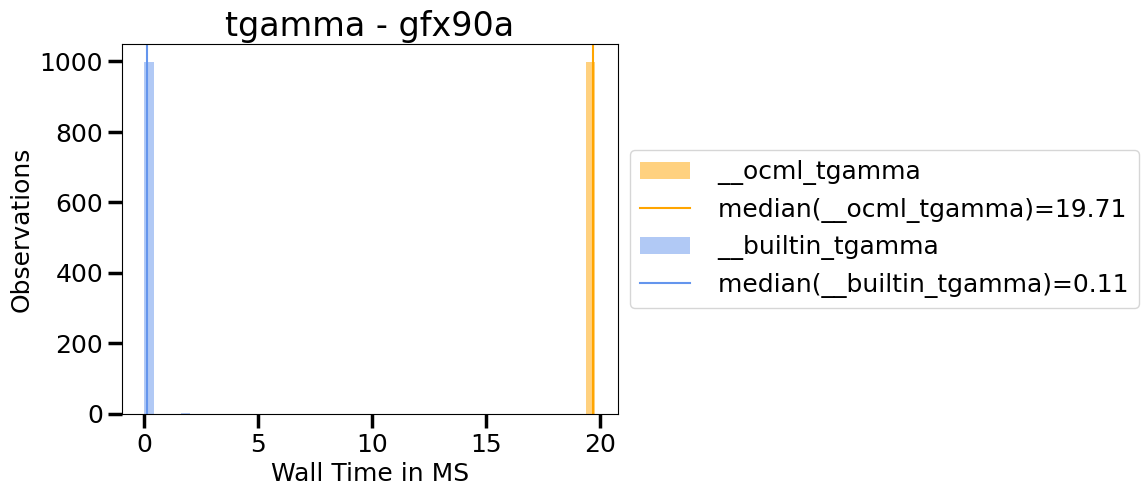 tgamma - gfx90a
1000
800
600
400
200
0
Observations
0 5 10 15 20
Wall Time in MS
__ocml_tgamma
median(__ocml_tgamma)=19.71
__builtin_tgamma
median(__builtin_tgamma)=0.11